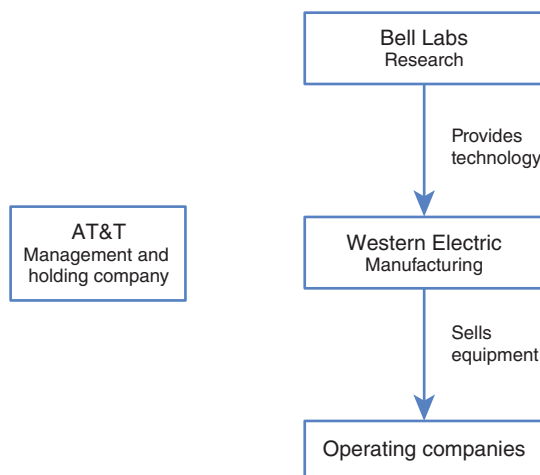 Bell Labs
Research
Provides
technology
AT&T
Management and
holding company
Western Electric
Manufacturing
Sells
equipment
Operating companies